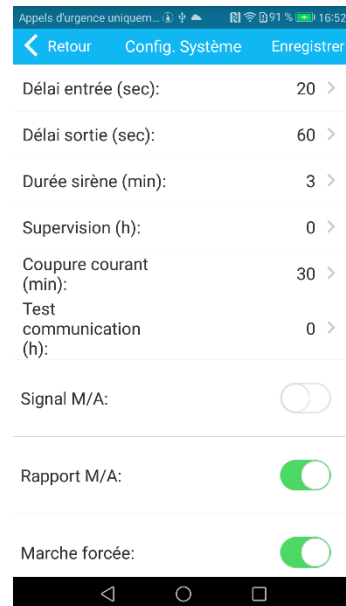 Appels d'urgence uniquem... 91 % 16:52
Retour Config. Système Enregistrer
Délai entrée (sec): 20
Délai sortie (sec): 60
Durée sirène (min): 3
Supervision (h): 0
Coupure courant
(min): 30
Test
communication 0
(h):
Signal M/A:
Rapport M/A:
Marche forcée: